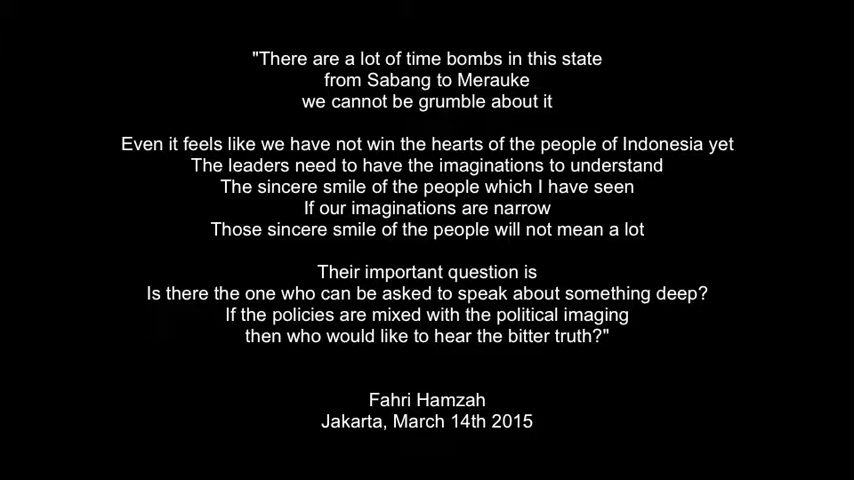 "There are a lot of time bombs in this state
from Sabang to Merauke
we cannot be grumble about it
Even it feels like we have not win the hearts of the people of Indonesia yet
The leaders need to have the imaginations to understand
The sincere smile of the people which I have seen
If our imaginations are narrow
Those sincere smile of the people will not mean a lot
Their important question is
Is there the one who can be asked to speak about something deep?
If the policies are mixed with the political imaging
then who would like to hear the bitter truth?"
Fahri Hamzah
Jakarta, March 14th 2015